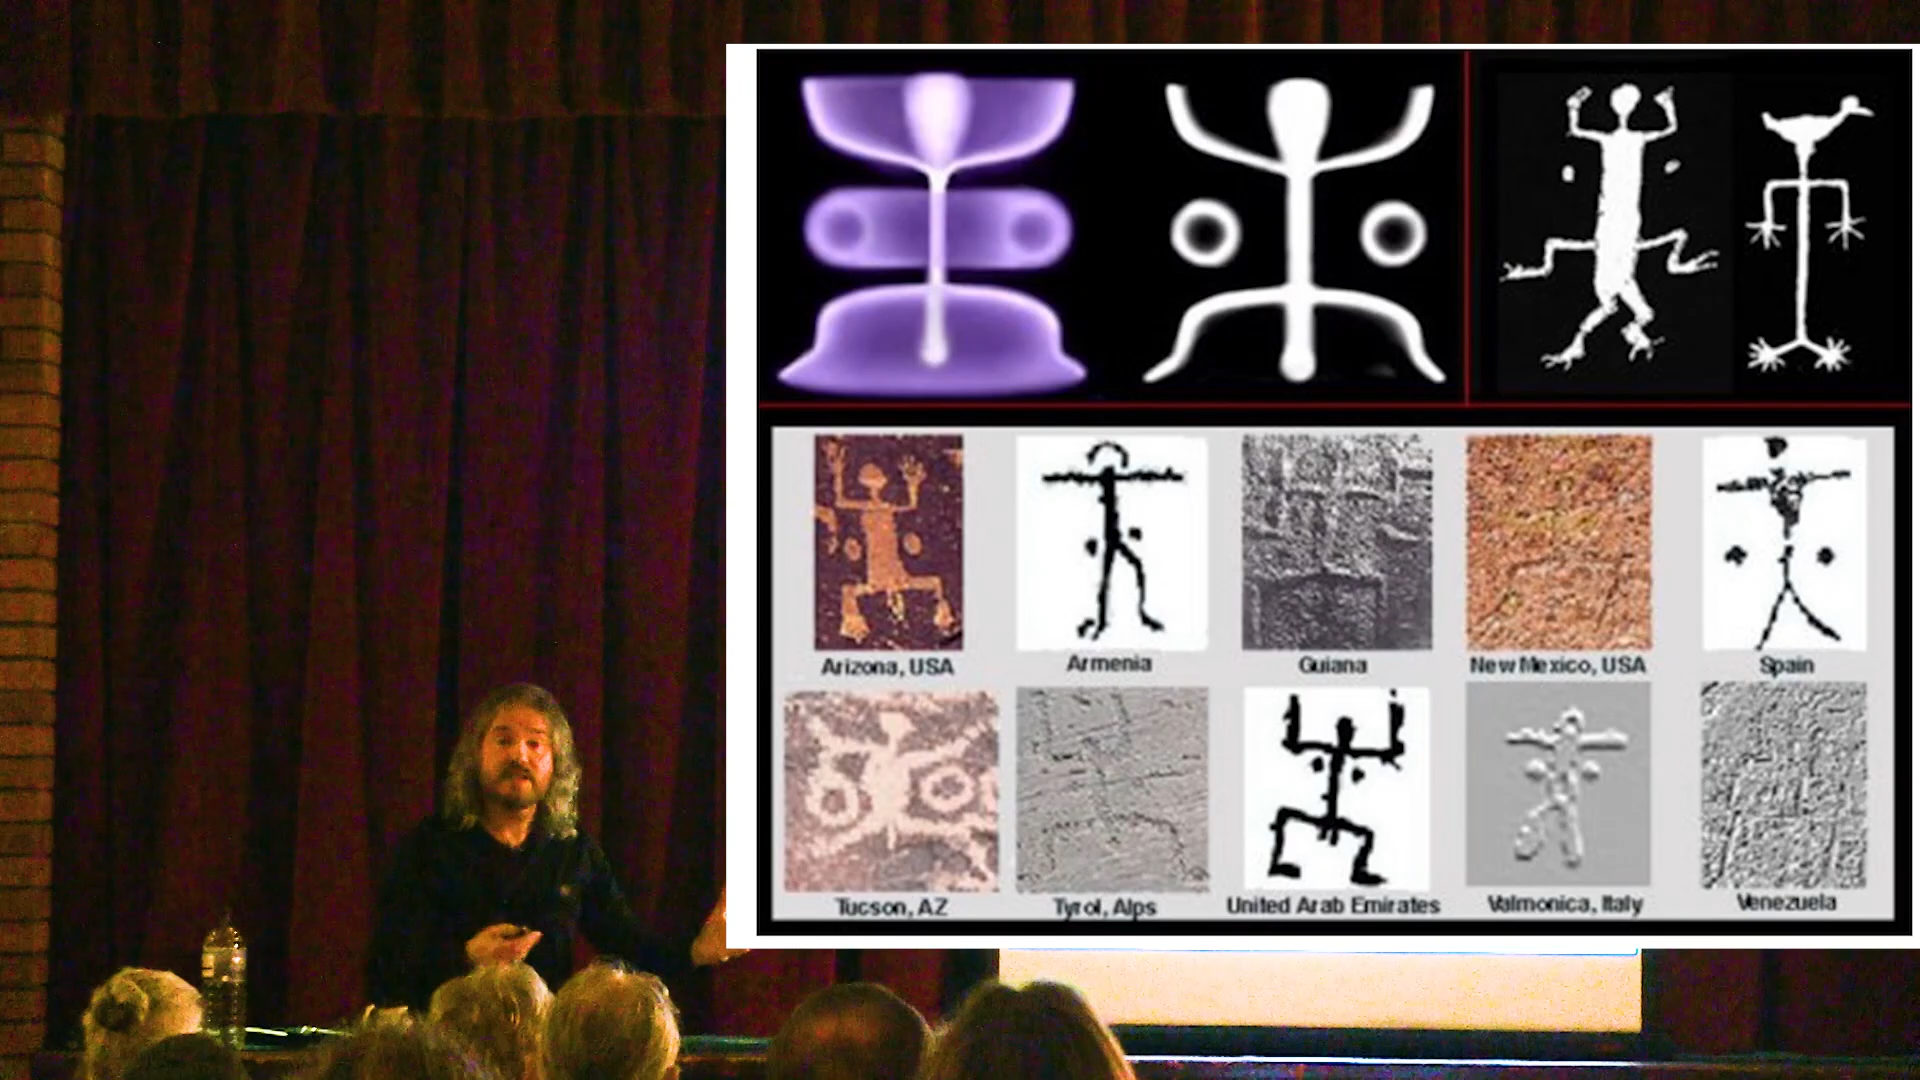 Arizona, USA
Armenia
Guiana
New Mexico, USA
Spain
Tucson, AZ
Tyrol, Alps
United Arab Emirates
Valmonica, Italy
Venezuela